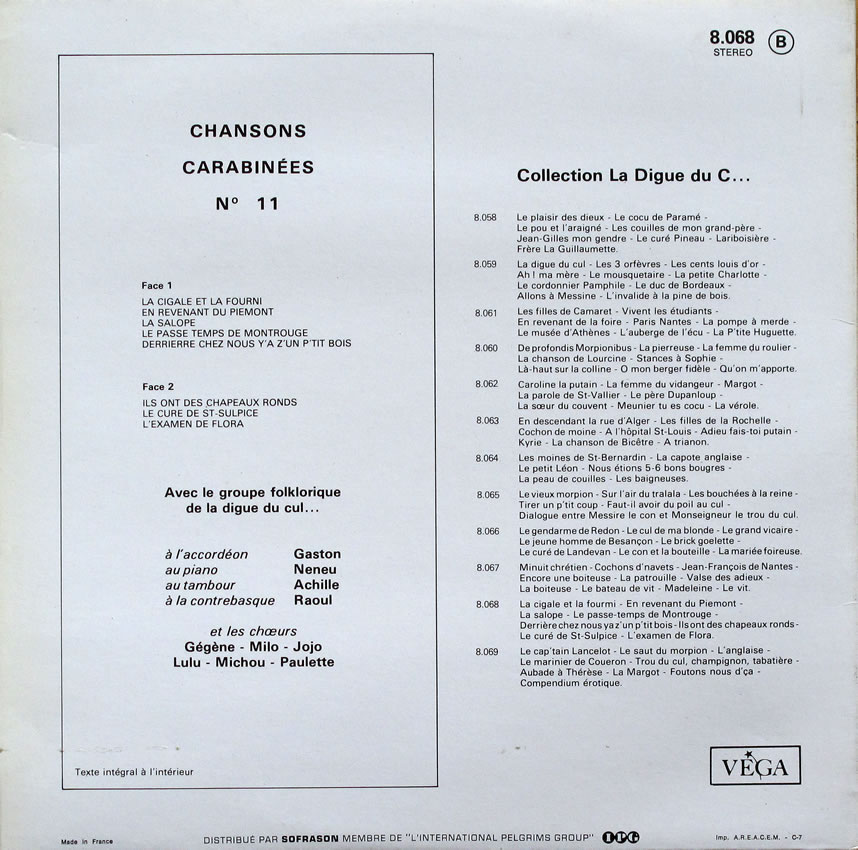 8.068
STEREO
B
CHANSONS
CARABINÉES
Nº 11
Face 1
LA CIGALE ET LA FOURNI
EN REVENANT DU PIEMONT
LA SALOPE
LE PASSE TEMPS DE MONTROUGE
DERRIERRE CHEZ NOUS Y'A Z'UN P'TIT BOIS
Face 2
ILS ONT DES CHAPEAUX RONDS
LE CURE DE ST-SULPICE
L'EXAMEN DE FLORA
Avec le groupe folklorique
de la digue du cul...
à l'accordéon Gaston
au piano Neneu
au tambour Achille
à la contrebasque Raoul
et les chœurs
Gégène - Milo - Jojo
Lulu - Michou - Paulette
Texte intégral à l'intérieur
Collection La Digue du C...
8.058 Le plaisir des dieux - Le cocu de Paramé -
Le pou et l'araigné - Les couilles de mon grand-père -
Jean-Gilles mon gendre - Le curé Pineau - Lariboisière -
Frère La Guillaumette.
8.059 La digue du cul - Les 3 orfèvres - Les cents louis d'or -
Ah ! ma mère - Le mousquetaire - La petite Charlotte -
Le cordonnier Pamphile - Le duc de Bordeaux -
Allons à Messine - L'invalide à la pine de bois.
8.061 Les filles de Camaret - Vivent les étudiants -
En revenant de la foire - Paris Nantes - La pompe à merde -
Le musée d'Athènes - L'auberge de l'écu - La P'tite Huguette.
8.060 De profondis Morpionibus - La pierreuse - La femme du roulier -
La chanson de Lourcine - Stances à Sophie -
Là-haut sur la colline - O mon berger fidèle - Qu'on m'apporte.
8.062 Caroline la putain - La femme du vidangeur - Margot -
La parole de St-Vallier - Le père Dupanloup -
La sœur du couvent - Meunier tu es cocu - La vérole.
8.063 En descendant la rue d'Alger - Les filles de la Rochelle -
Cochon de moine - A l'hôpital St-Louis - Adieu fais-toi putain -
Kyrie - La chanson de Bicêtre - A trianon.
8.064 Les moines de St-Bernardin - La capote anglaise -
Le petit Léon - Nous étions 5-6 bons bougres -
La peau de couilles - Les baigneuses.
8.065 Le vieux morpion - Sur l'air du tralala - Les bouchées à la reine -
Tirer un p'tit coup - Faut-il avoir du poil au cul -
Dialogue entre Messire le con et Monseigneur le trou du cul.
8.066 Le gendarme de Redon - Le cul de ma blonde - Le grand vicaire -
Le jeune homme de Besançon - Le brick goelette -
Le curé de Landevan - Le con et la bouteille - La mariée foireuse.
8.067 Minuit chrétien - Cochons d'navets - Jean-François de Nantes -
Encore une boiteuse - La patrouille - Valse des adieux -
La boiteuse - Le bateau de vit - Madeleine - Le vit.
8.068 La cigale et la fourmi - En revenant du Piemont -
La salope - Le passe-temps de Montrouge -
Derrière chez nous ya z'un p'tit bois - Ils ont des chapeaux ronds -
Le curé de St-Sulpice - L'examen de Flora.
8.069 Le cap'tain Lancelot - Le saut du morpion - L'anglaise -
Le marinier de Coueron - Trou du cul, champignon, tabatière -
Aubade à Thérèse - La Margot - Foutons nous d'ça -
Compendium érotique.
VÊGA
Made in France
DISTRIBUÉ PAR SOFRASON MEMBRE DE "L'INTERNATIONAL PELGRIMS GROUP" IPG
Imp. A.R.E.A.C.E.M. - C-7